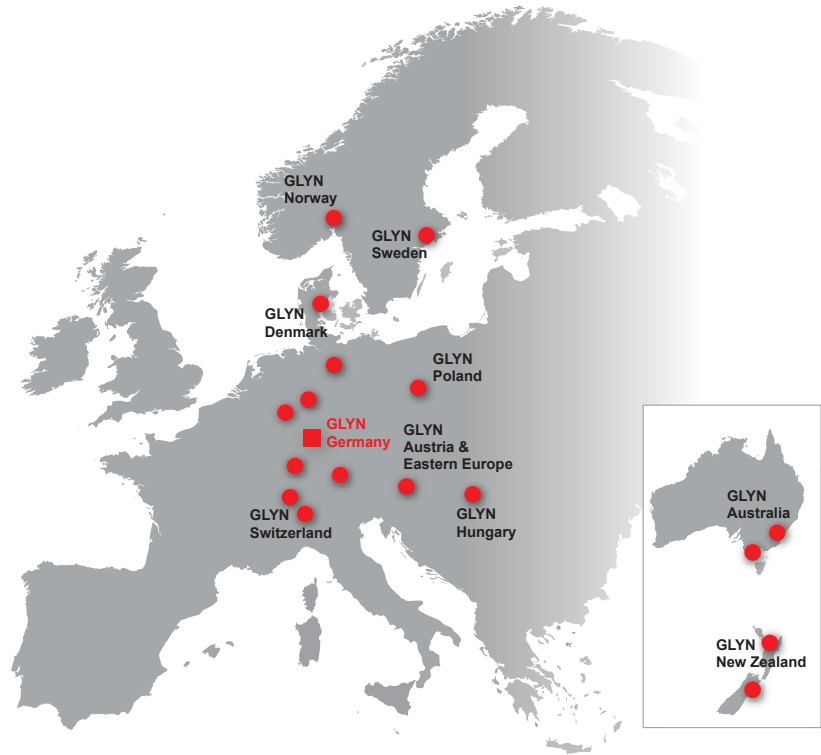 GLYN
Norway
GLYN
Sweden
GLYN
Denmark
GLYN
Poland
GLYN
Germany
GLYN
Austria &
Eastern Europe
GLYN
Switzerland
GLYN
Hungary
GLYN
Australia
GLYN
New Zealand